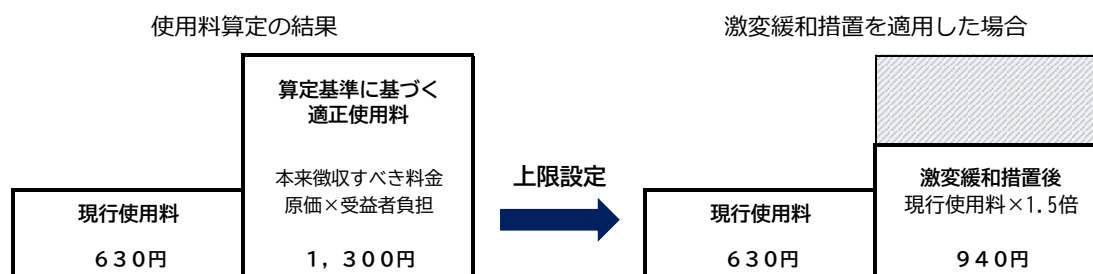 使用料算定の結果
算定基準に基づく
適正使用料
本来徴収すべき料金
原価×受益者負担
1,300円
現行使用料
630円
上限設定
激変緩和措置を適用した場合
現行使用料
630円
激変緩和措置後
現行使用料×1.5倍
940円